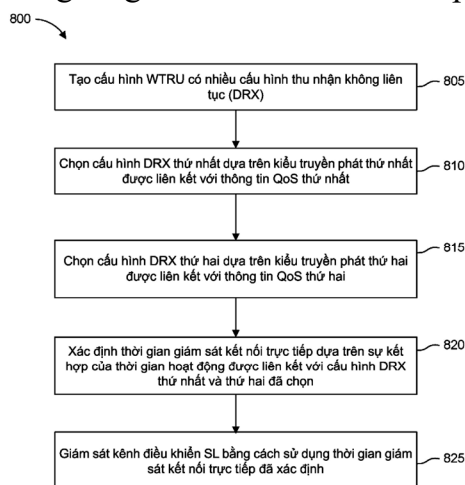 800
Tạo cấu hình WTRU có nhiều cấu hình thu nhận không liên
tục (DRX)
805
Chọn cấu hình DRX thứ nhất dựa trên kiểu truyền phát thứ nhất
được liên kết với thông tin QoS thứ nhất
810
Chọn cấu hình DRX thứ hai dựa trên kiểu truyền phát thứ hai
được liên kết với thông tin QoS thứ hai
815
Xác định thời gian giám sát kết nối trực tiếp dựa trên sự kết
hợp của thời gian hoạt động được liên kết với cấu hình DRX
thứ nhất và thứ hai đã chọn
820
Giám sát kênh điều khiển SL bằng cách sử dụng thời gian giám
sát kết nối trực tiếp đã xác định
825